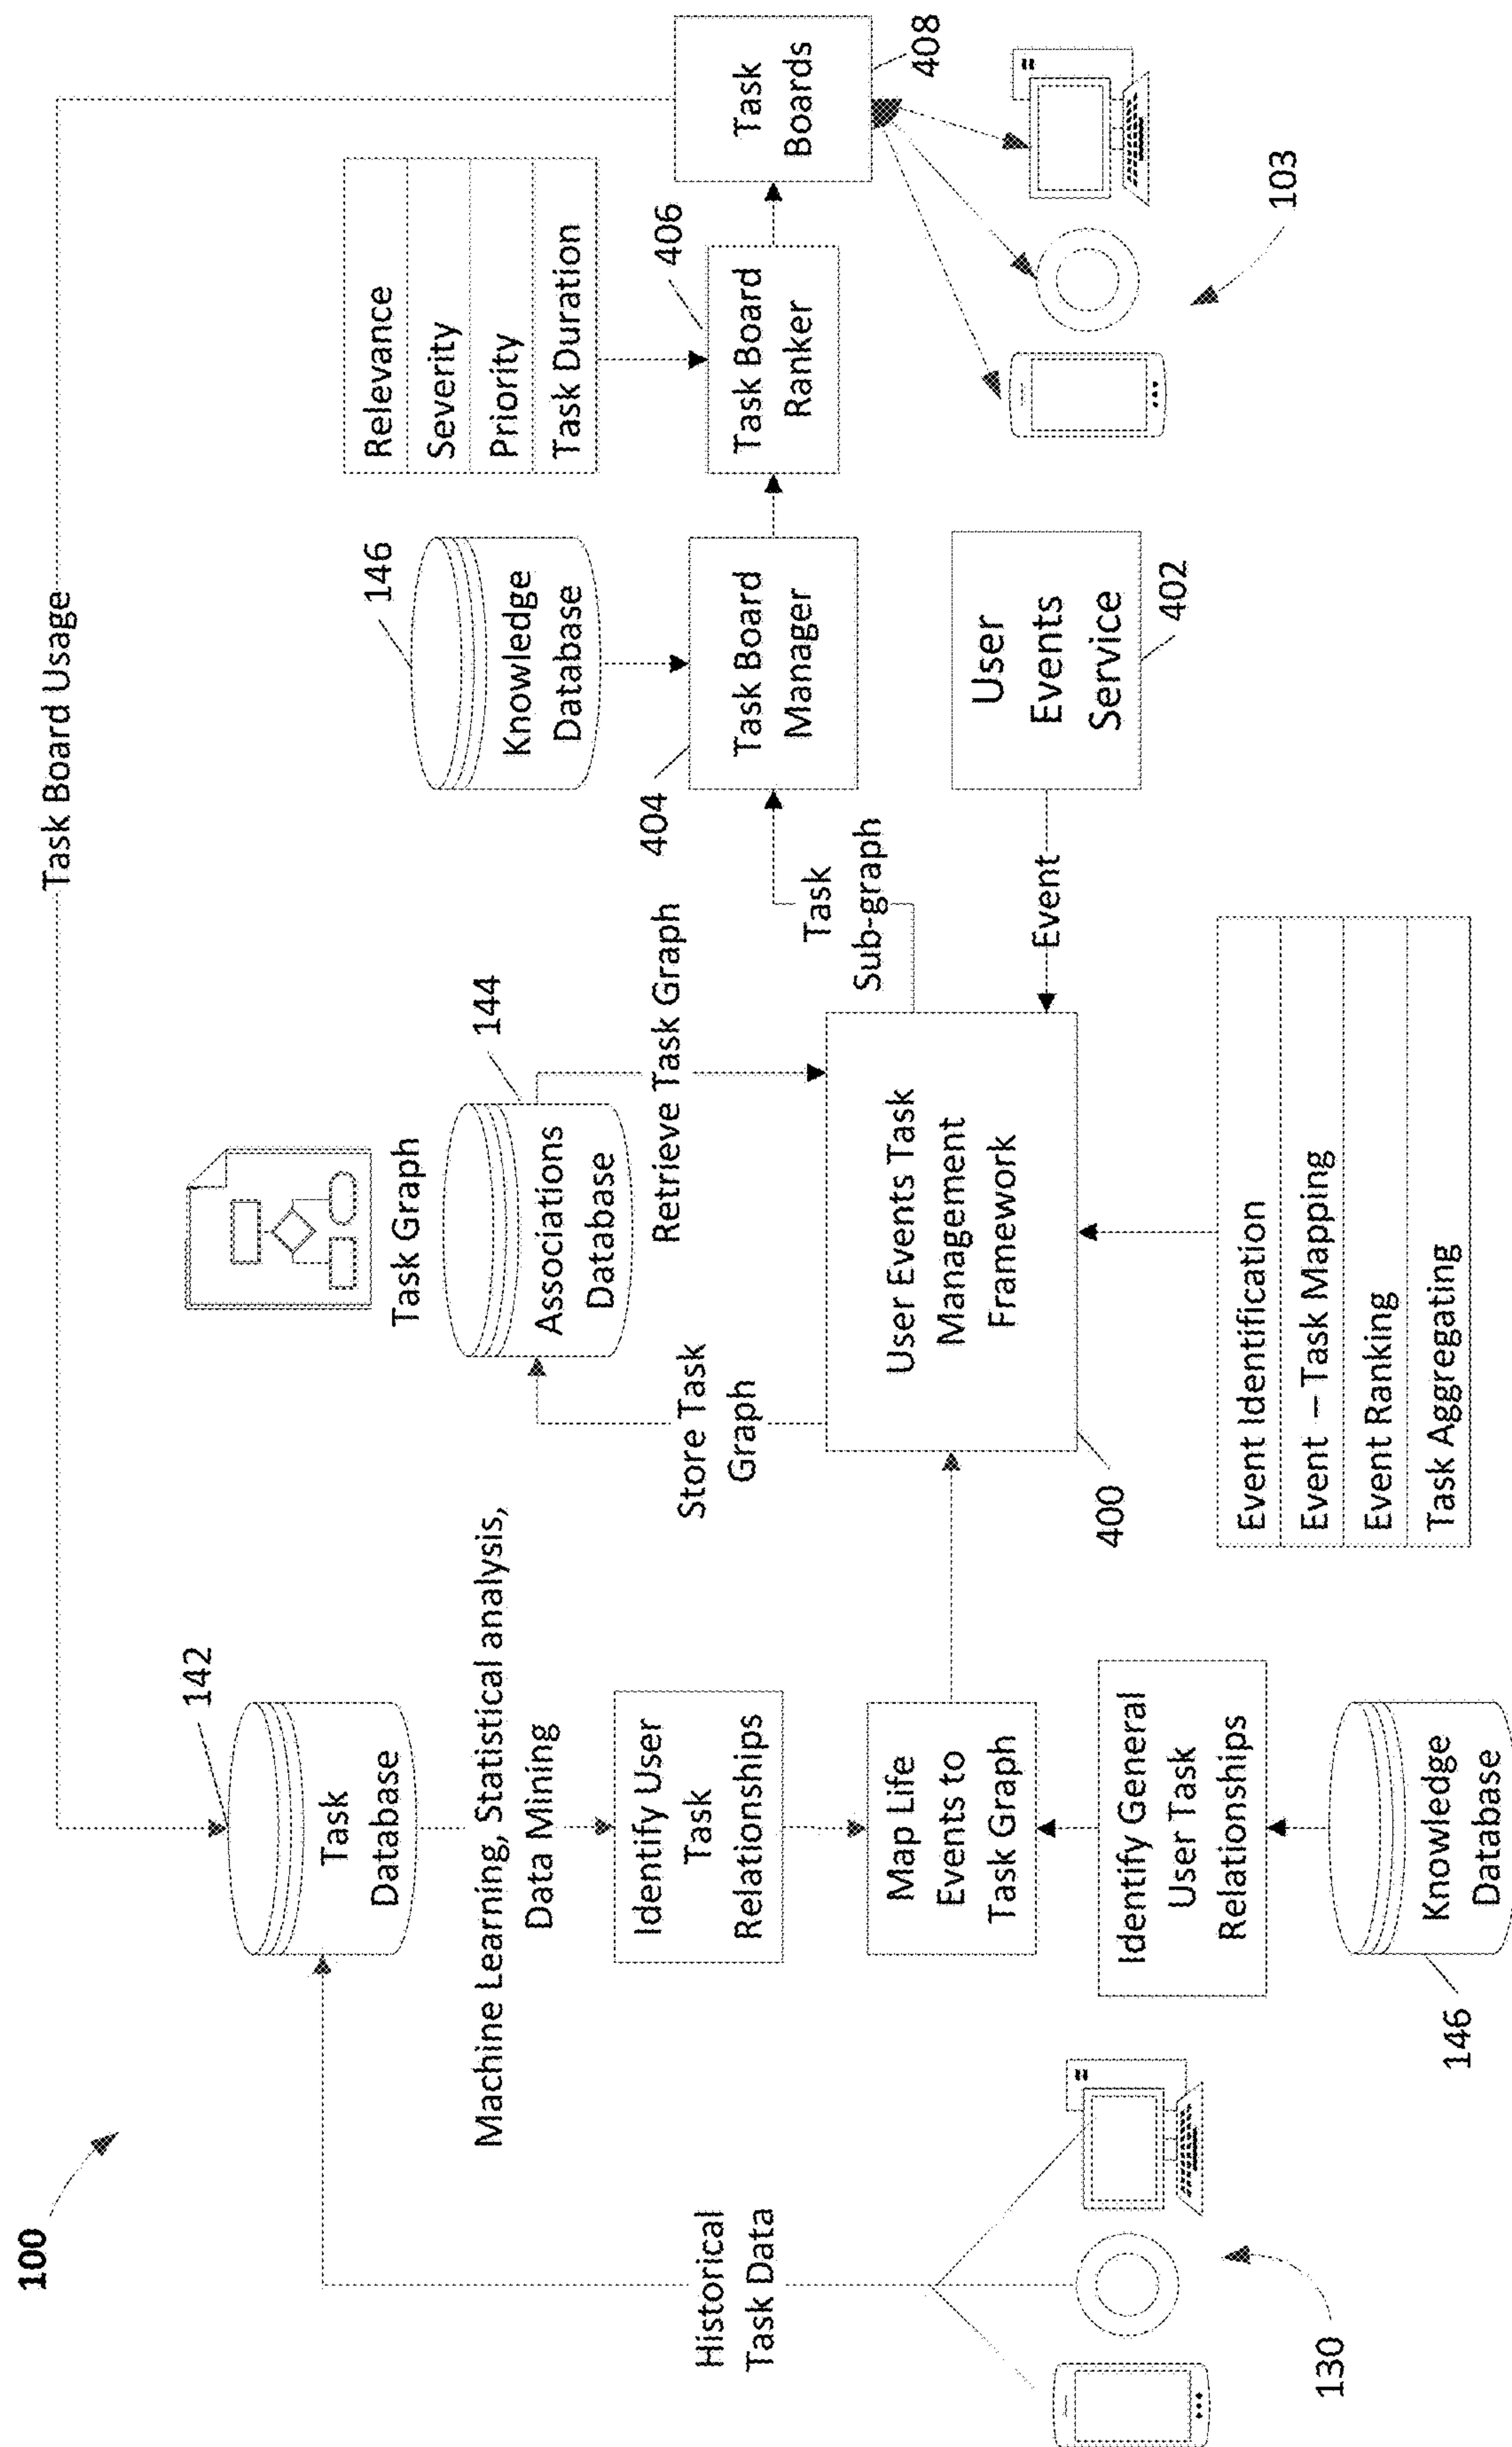 100
Task Board Usage
142
Task
Database
Historical
Task Data
130
Machine Learning, Statistical analysis,
Data Mining
Identify User
Task
Relationships
Map Life
Events to
Task Graph
Identify General
User Task
Relationships
Knowledge
Database
146
Task Graph
144
Associations
Database
Store Task
Graph
Retrieve Task Graph
User Events Task
Management
Framework
400
Event Identification
Event – Task Mapping
Event Ranking
Task Aggregating
Task
Sub-graph
Event
146
Knowledge
Database
404
Task Board
Manager
User
Events
Service
402
Relevance
Severity
Priority
Task Duration
406
Task Board
Ranker
Task
Boards
408
103